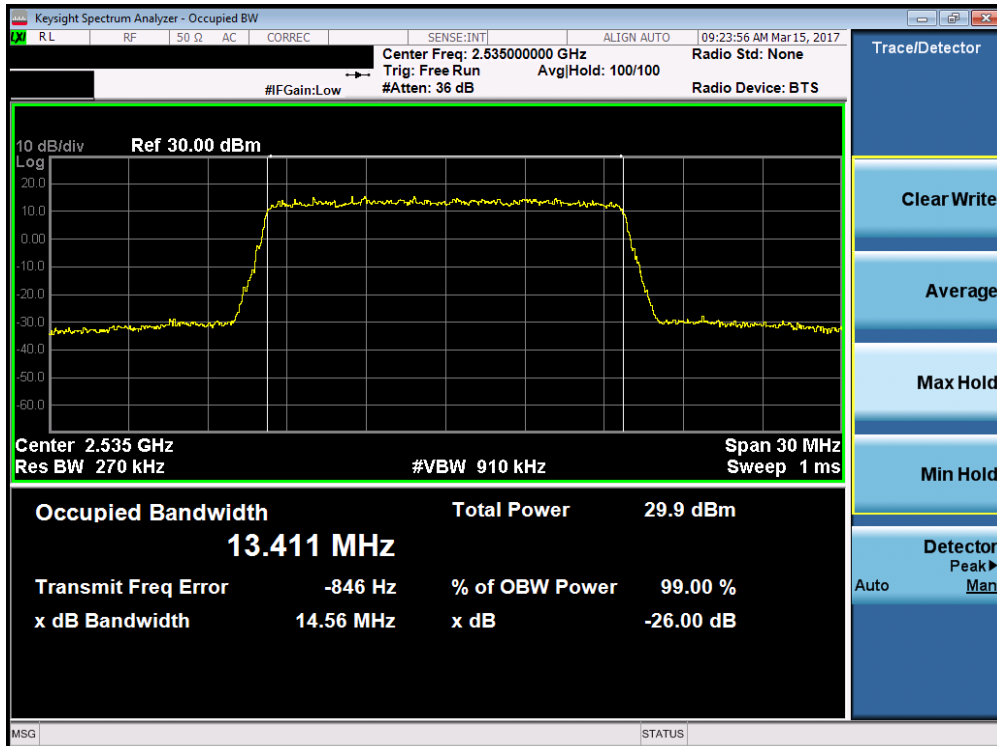 Keysight Spectrum Analyzer - Occupied BW
LXI RL RF 50 Ω AC CORREC SENSE:INT ALIGN AUTO 09:23:56 AM Mar 15, 2017
Center Freq: 2.535000000 GHz Radio Std: None
Trig: Free Run Avg|Hold: 100/100
#IFGain:Low #Atten: 36 dB Radio Device: BTS
Trace/Detector
10 dB/div Ref 30.00 dBm
Log
20.0
10.0
0.00
-10.0
-20.0
-30.0
-40.0
-50.0
-60.0
Center 2.535 GHz Span 30 MHz
Res BW 270 kHz #VBW 910 kHz Sweep 1 ms
Occupied Bandwidth Total Power 29.9 dBm
13.411 MHz
Transmit Freq Error -846 Hz % of OBW Power 99.00 %
x dB Bandwidth 14.56 MHz x dB -26.00 dB
Clear Write
Average
Max Hold
Min Hold
Detector
Peak▶
Auto Man
MSG STATUS